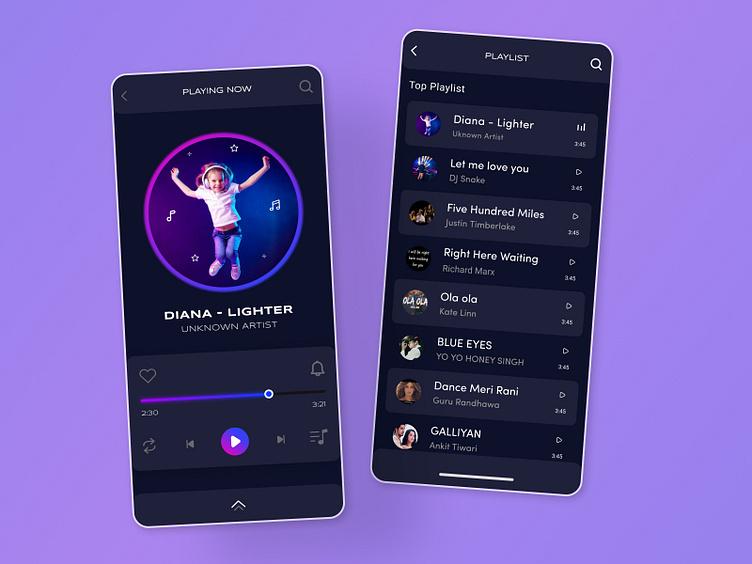 PLAYING NOW
DIANA - LIGHTER
UNKNOWN ARTIST
2:30
3:21
PLAYLIST
Top Playlist
Diana - Lighter
Uknown Artist
3:45
Let me love you
DJ Snake
3:45
Five Hundred Miles
Justin Timberlake
3:45
Right Here Waiting
Richard Marx
3:45
OLA OLA
Ola ola
Kate Linn
3:45
BLUE EYES
YO YO HONEY SINGH
3:45
Dance Meri Rani
Guru Randhawa
3:45
GALLIYAN
Ankit Tiwari
3:45